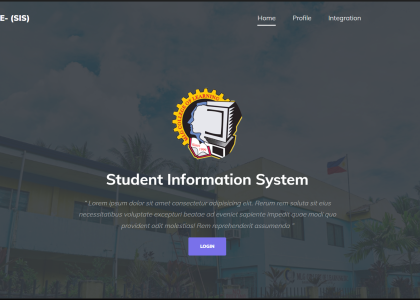 E- (SIS)
Home Profile Integration
Student Information System
" Lorem ipsum dolor sit amet consectetur adipisicing elit. Rerum rem soluta sit eius
necessitatibus voluptate excepturi beatae ad eveniet sapiente impedit quae modi quo
provident odit molestias! Rem reprehenderit assumenda "
LOGIN